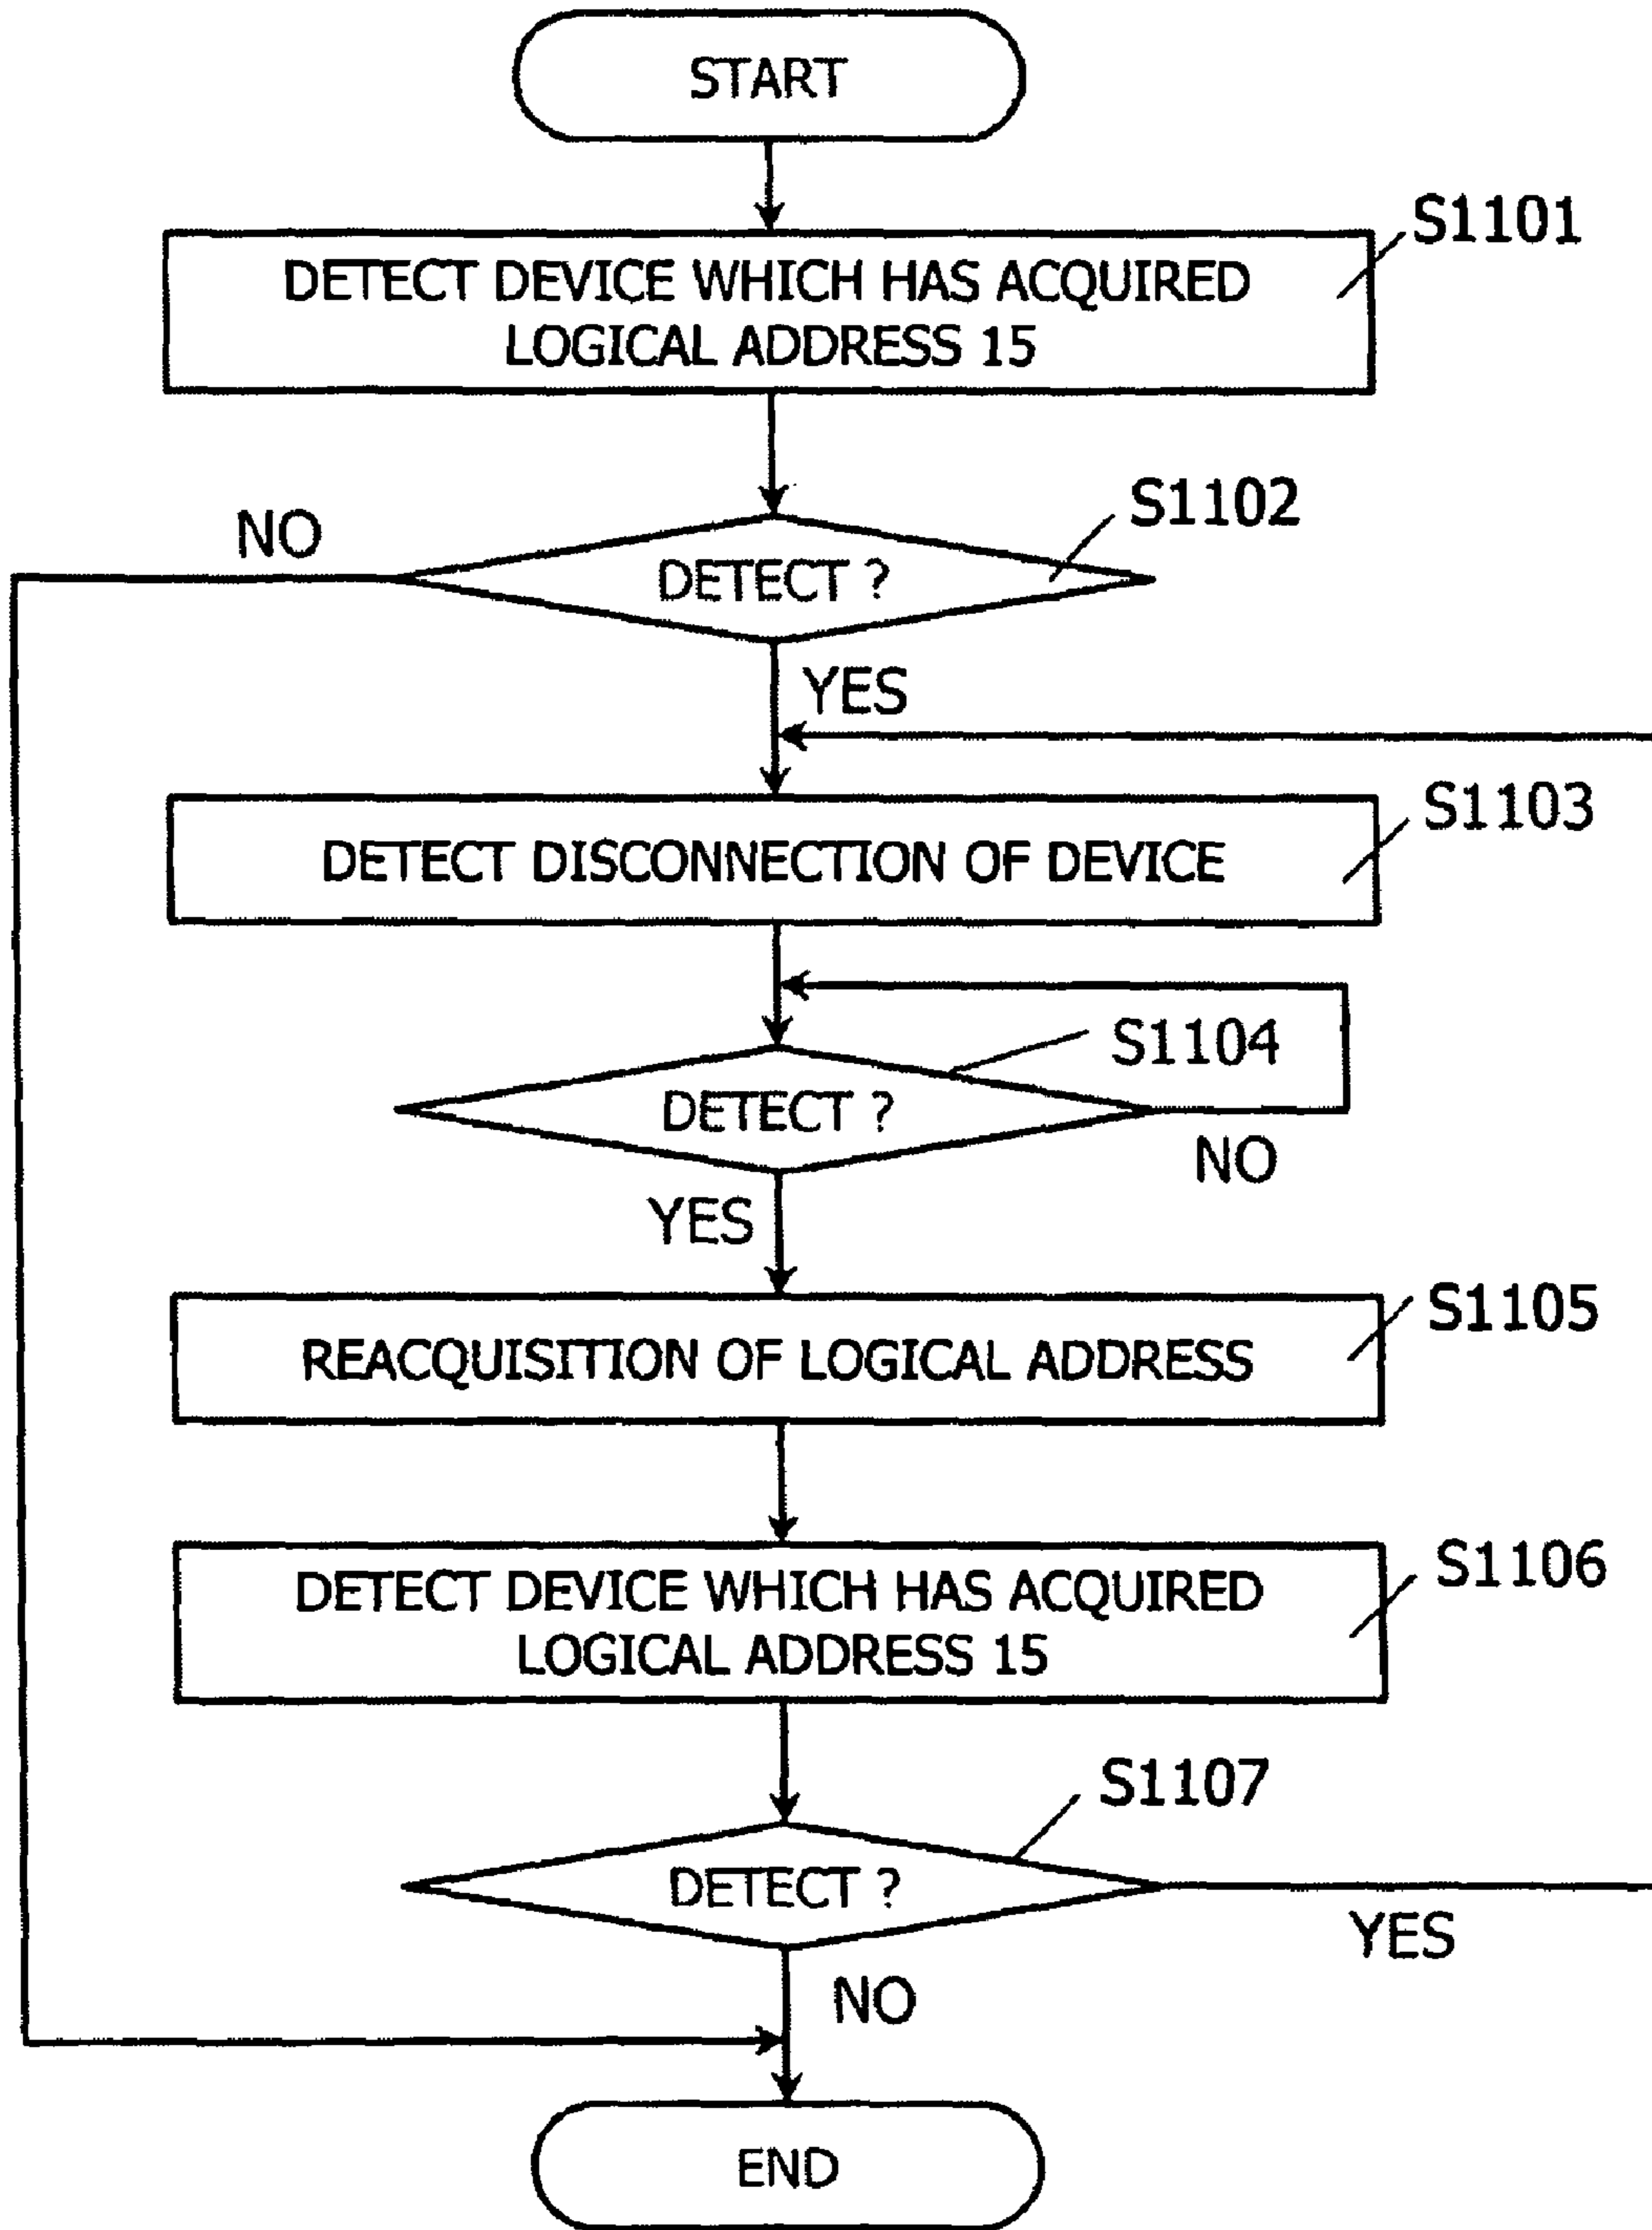 START
S1101
DETECT DEVICE WHICH HAS ACQUIRED
LOGICAL ADDRESS 15
S1102
NO
DETECT ?
YES
S1103
DETECT DISCONNECTION OF DEVICE
S1104
DETECT ?
NO
YES
S1105
REACQUISITION OF LOGICAL ADDRESS
S1106
DETECT DEVICE WHICH HAS ACQUIRED
LOGICAL ADDRESS 15
S1107
DETECT ?
YES
NO
END